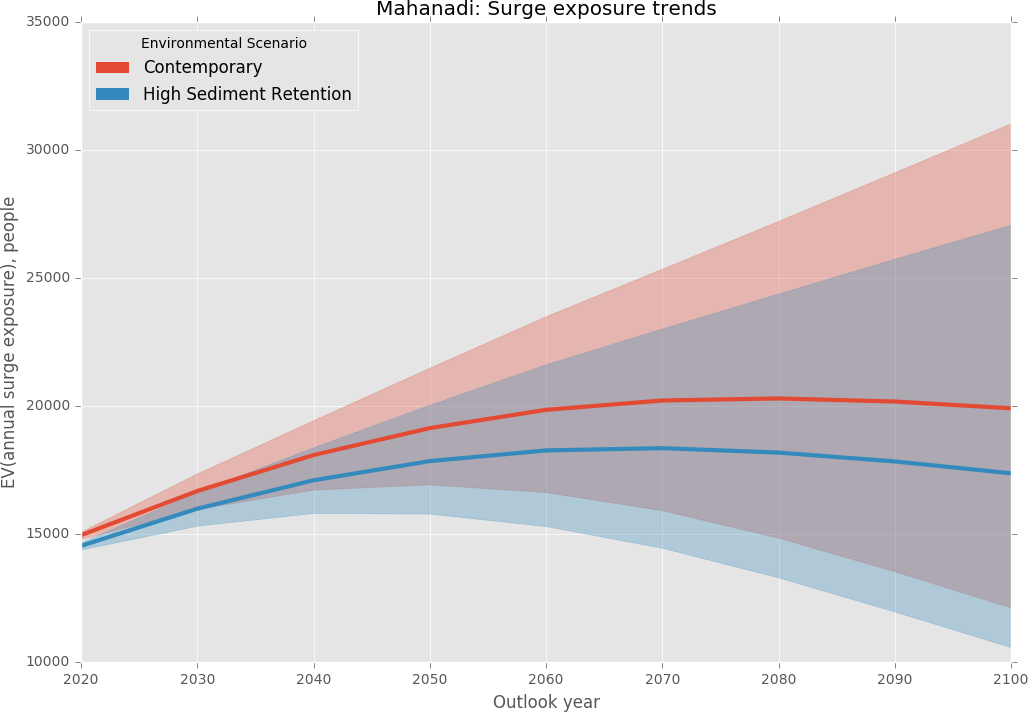 Mahanadi: Surge exposure trends
Environmental Scenario
Contemporary
High Sediment Retention
EV(annual surge exposure), people
35000
30000
25000
20000
15000
10000
2020 2030 2040 2050 2060 2070 2080 2090 2100
Outlook year